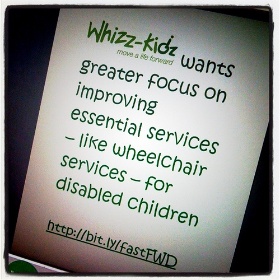 Whizz-Kidz wants
move a life forward
greater focus on
improving
essential services
– like wheelchair
services – for
disabled children
http://bit.ly/fastFWD